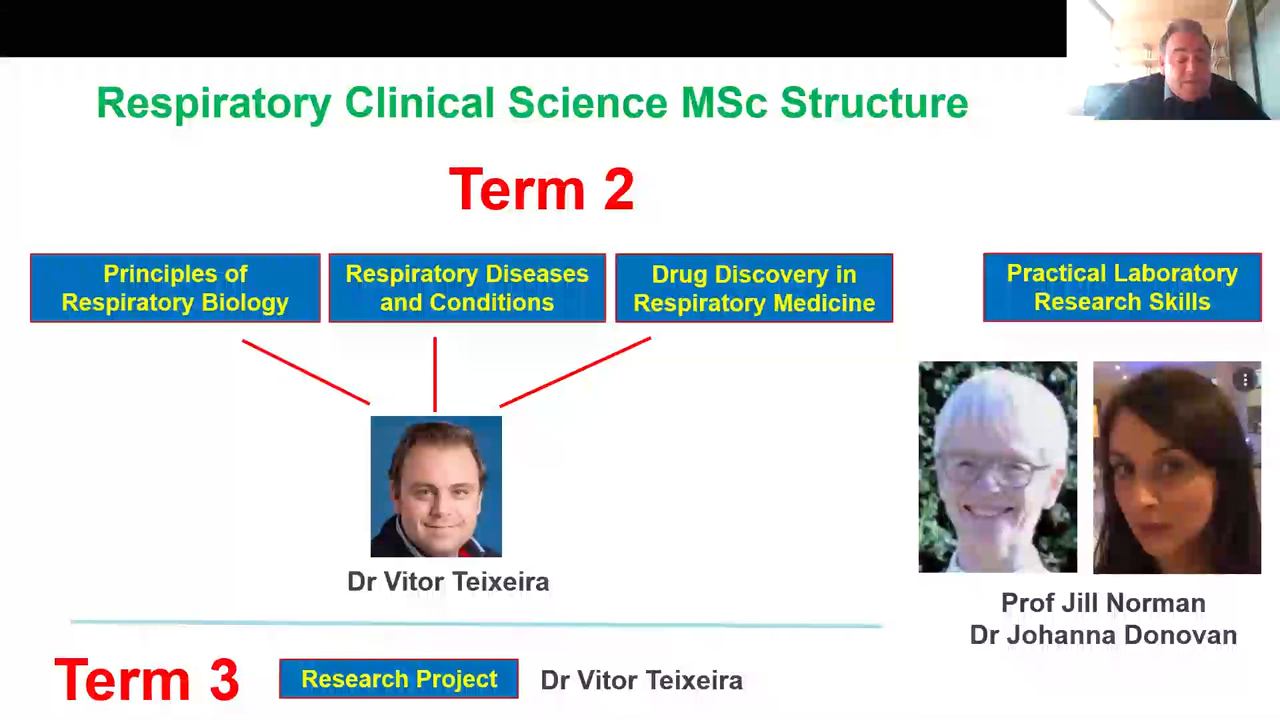 Respiratory Clinical Science MSc Structure
Term 2
Principles of
Respiratory Biology
Respiratory Diseases
and Conditions
Drug Discovery in
Respiratory Medicine
Practical Laboratory
Research Skills
Dr Vitor Teixeira
Prof Jill Norman
Dr Johanna Donovan
Term 3
Research Project
Dr Vitor Teixeira